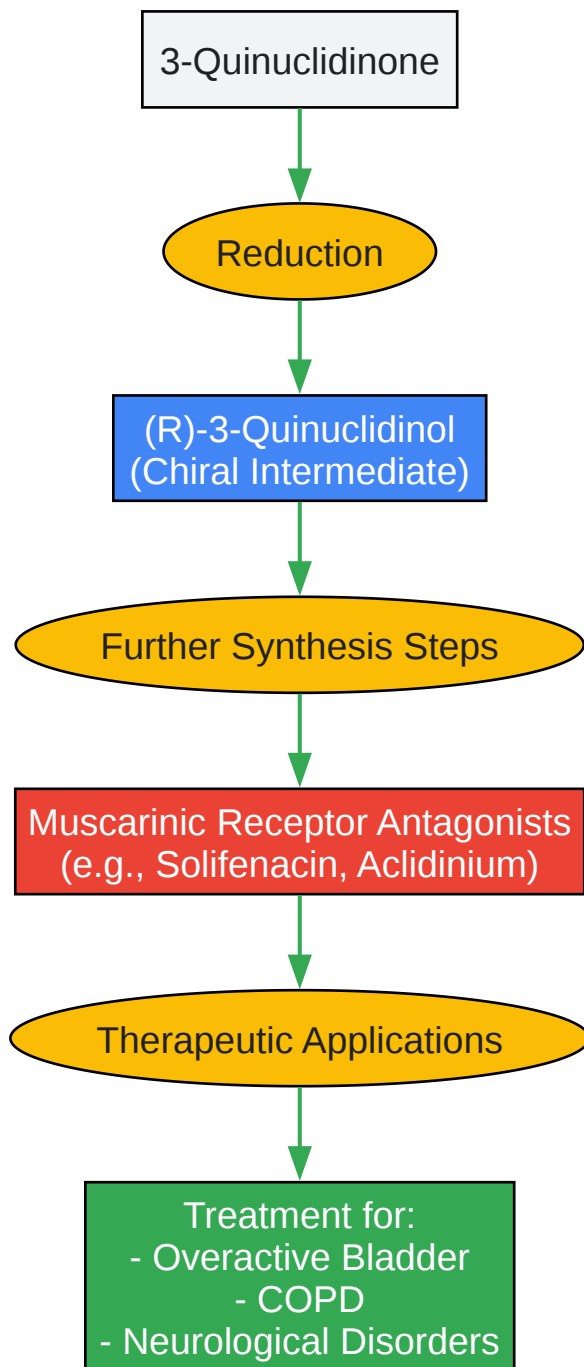 3-Quinuclidinone
Reduction
(R)-3-Quinuclidinol
(Chiral Intermediate)
Further Synthesis Steps
Muscarinic Receptor Antagonists
(e.g., Solifenacin, Aclidinium)
Therapeutic Applications
Treatment for:
- Overactive Bladder
- COPD
- Neurological Disorders